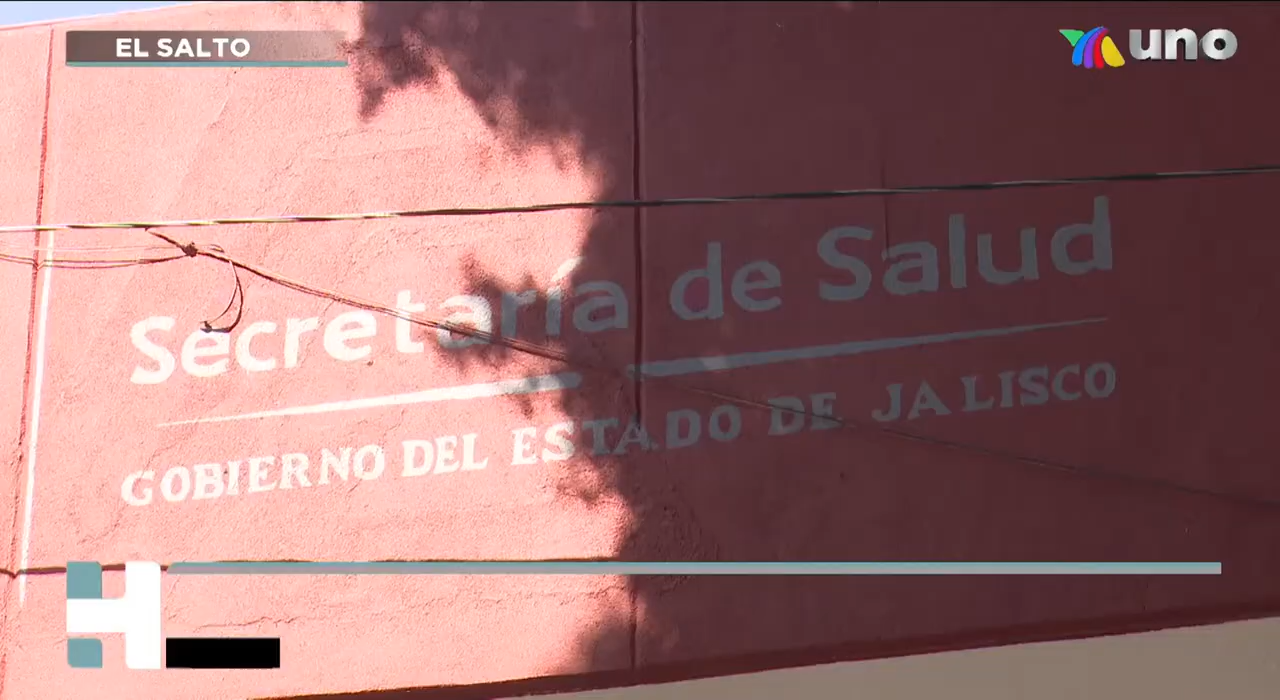 EL SALTO
uno
Secretaría de Salud
GOBIERNO DEL ESTADO DE JALISCO
H